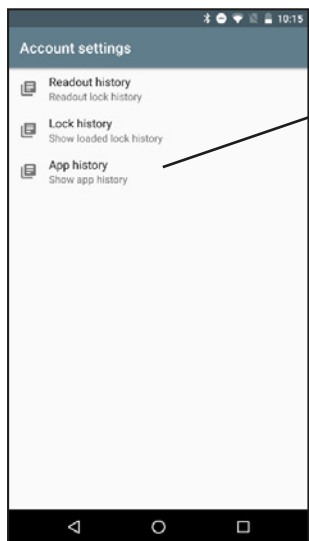 10:15
Account settings
Readout history
Readout lock history
Lock history
Show loaded lock history
App history
Show app history